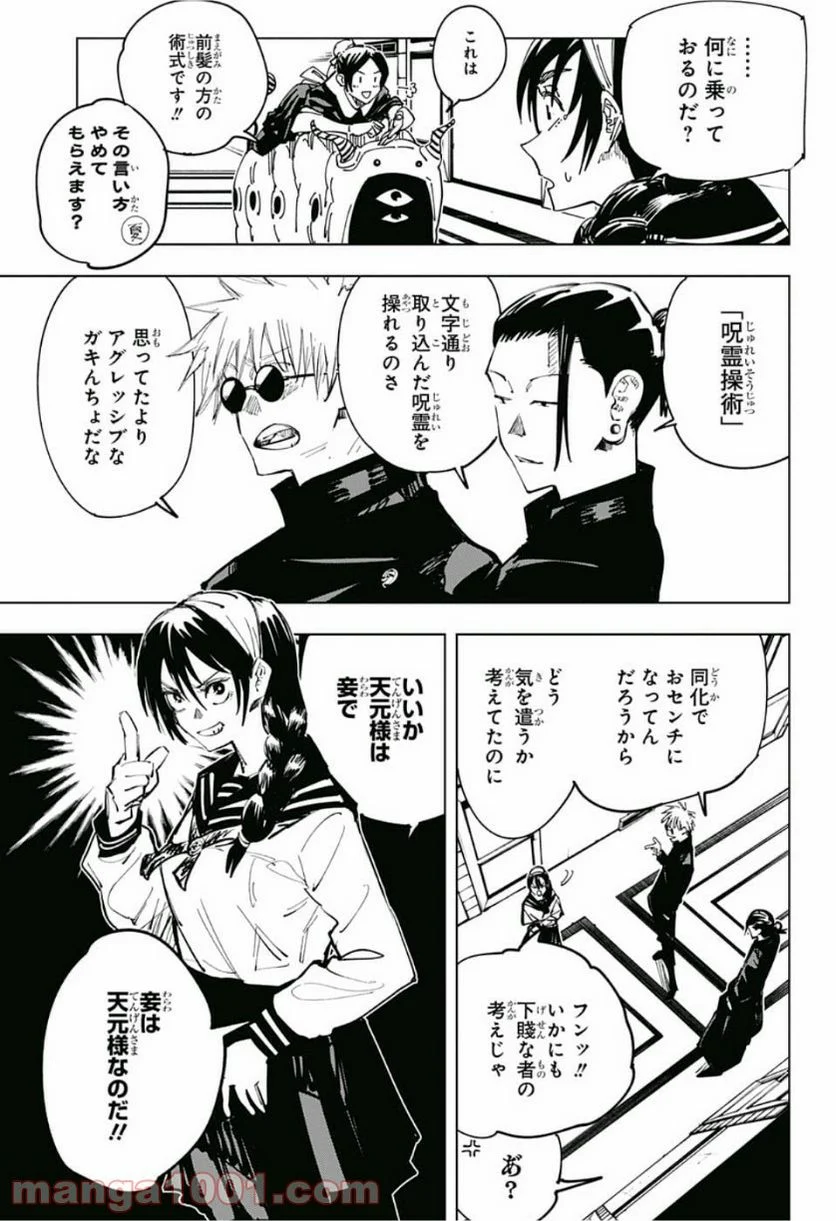 ……
何に乗って
おるのだ？
これは
前髪の方の
術式です!!
その言い方
やめて
もらえます？
夏
「呪霊操術」
文字通り
取り込んだ呪霊を
操れるのさ
思ってたより
アグレッシブな
ガキんちょだな
同化で
おセンチに
なってん
だろうから
どう
気を遣うか
考えてたのに
フンッ!!
いかにも
下賤な者の
考えじゃ
あ゛？
いいか
天元様は
妾で
妾は
天元様なのだ!!
manga1001.com